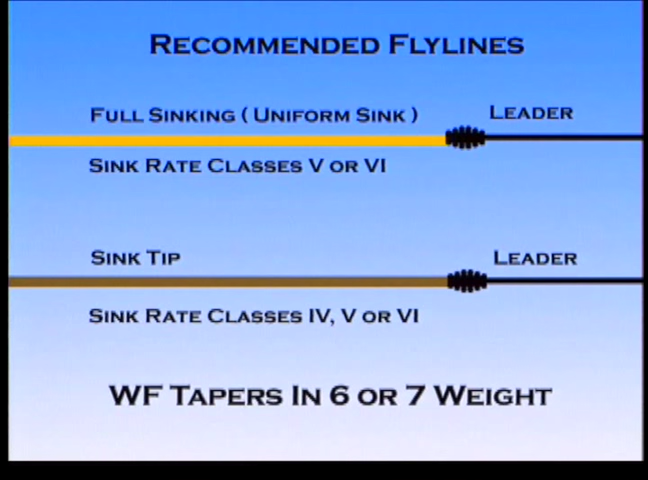 Recommended Flylines
Full Sinking ( Uniform Sink )
Leader
Sink Rate Classes V or VI
Sink Tip
Leader
Sink Rate Classes IV, V or VI
WF Tapers In 6 or 7 Weight